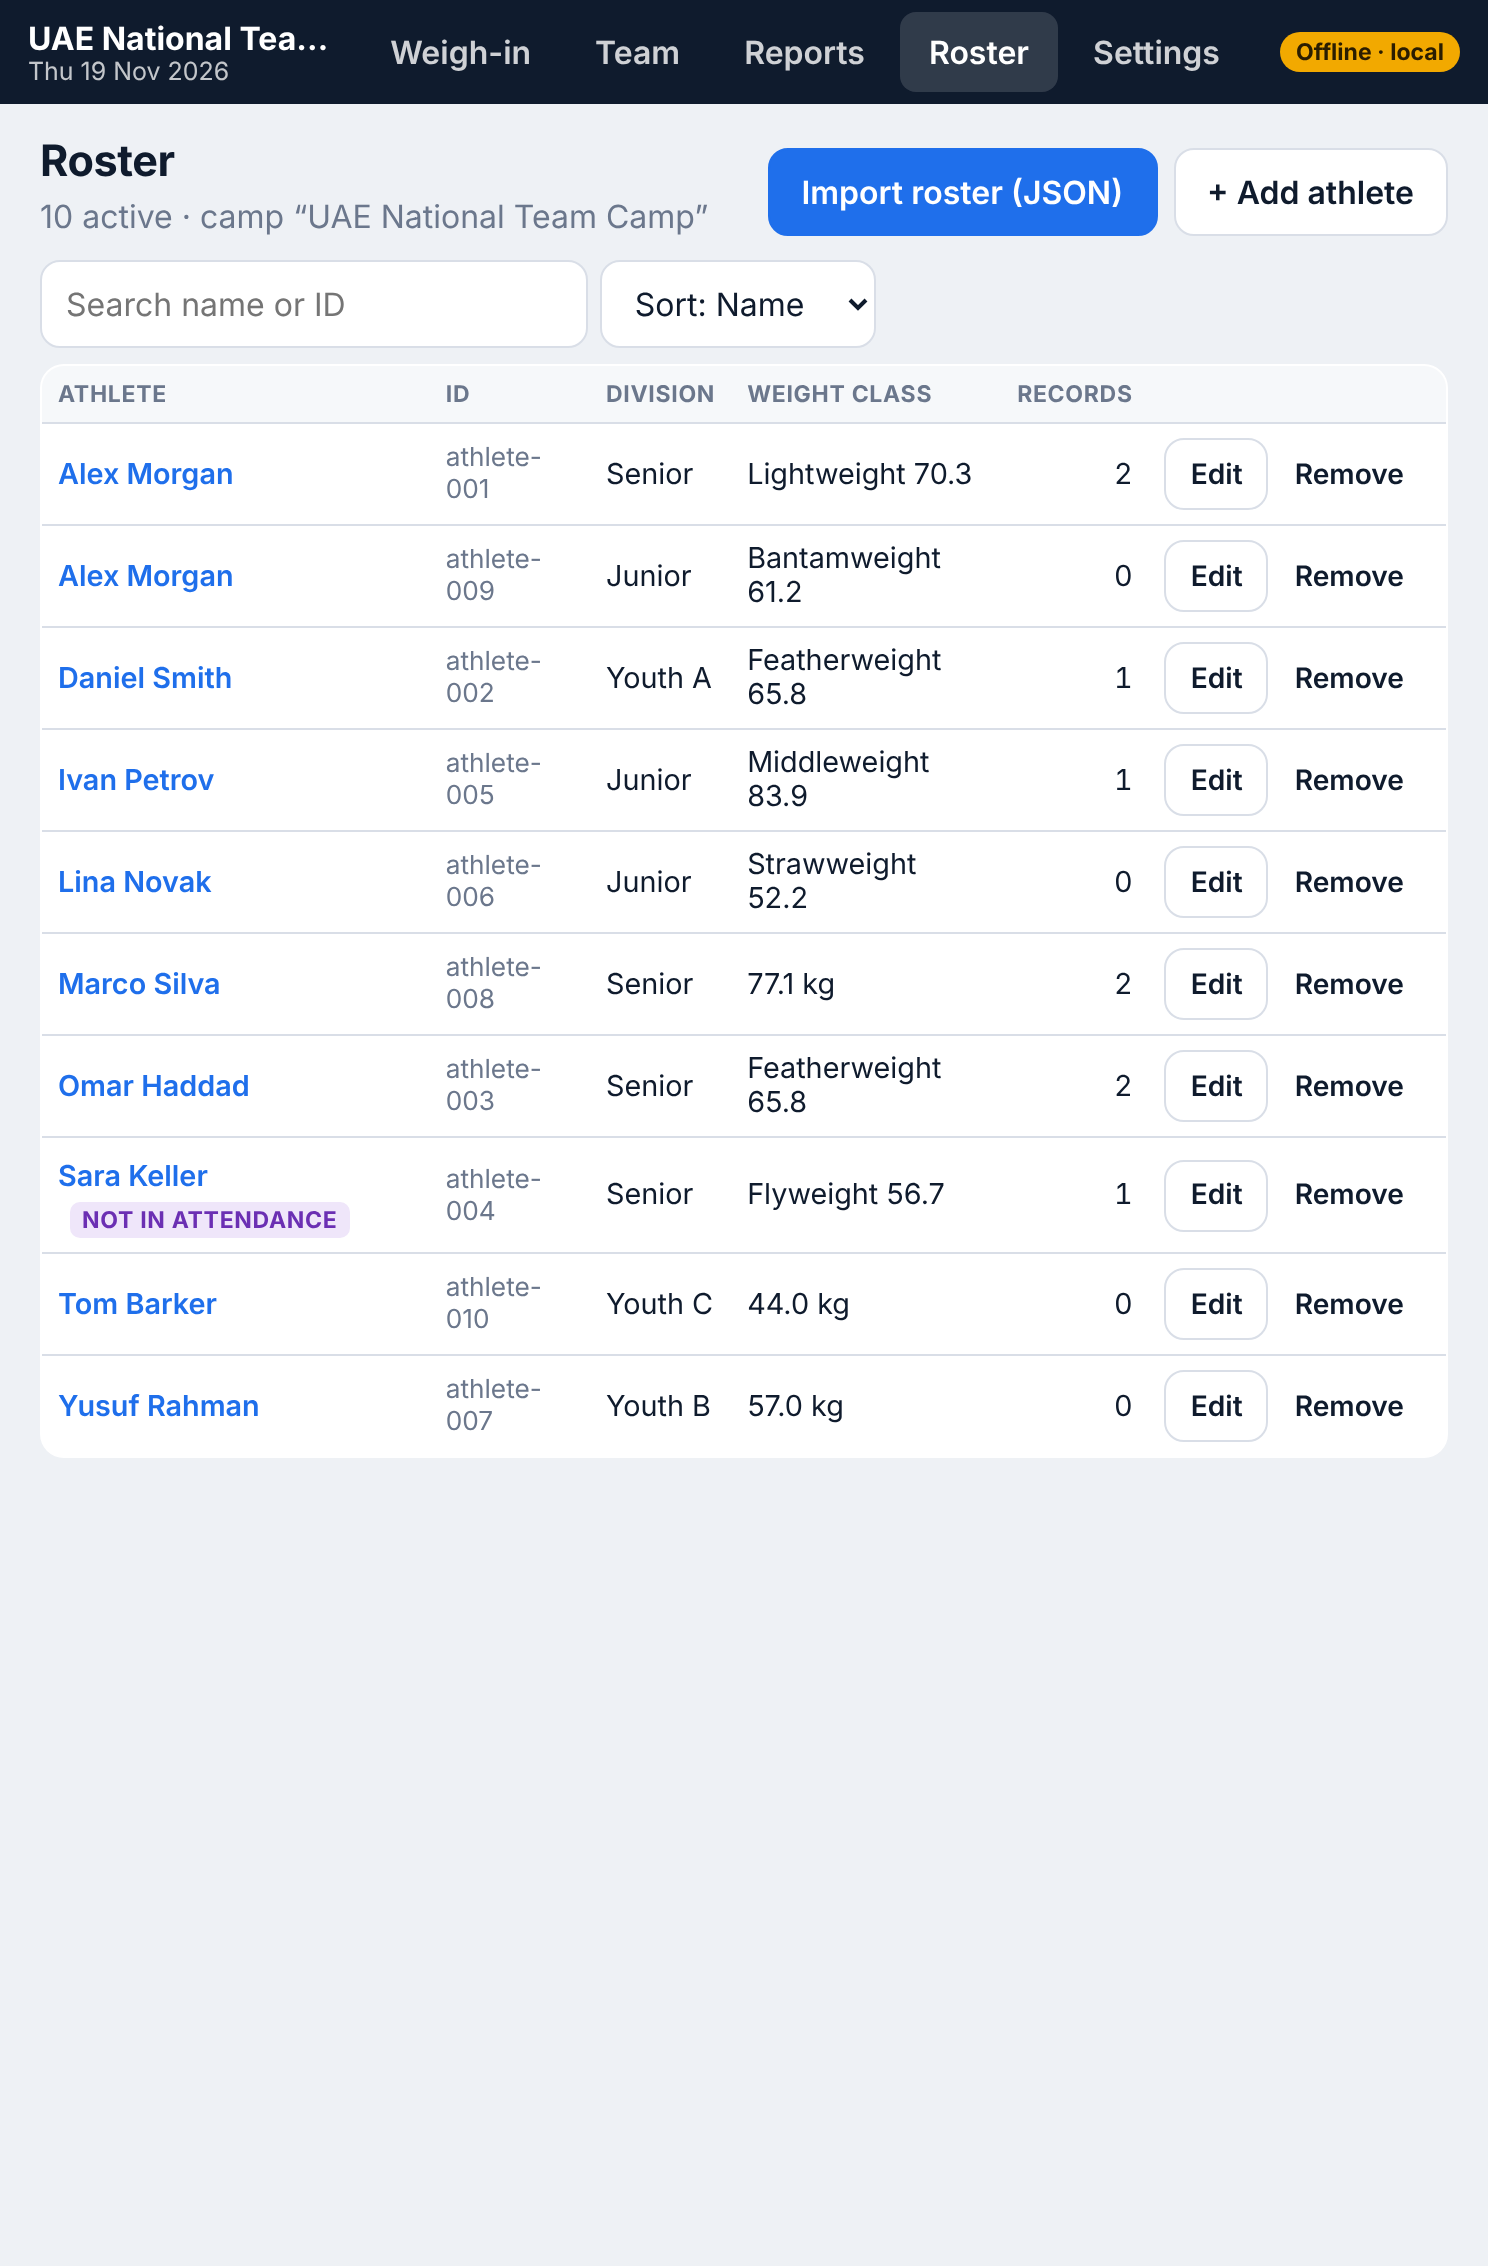 UAE National Tea...
Thu 19 Nov 2026
Weigh-in Team Reports Roster Settings Offline · local
Roster
10 active · camp “UAE National Team Camp”
Import roster (JSON) + Add athlete
Search name or ID Sort: Name
ATHLETE ID DIVISION WEIGHT CLASS RECORDS
Alex Morgan athlete-001 Senior Lightweight 70.3 2 Edit Remove
Alex Morgan athlete-009 Junior Bantamweight 61.2 0 Edit Remove
Daniel Smith athlete-002 Youth A Featherweight 65.8 1 Edit Remove
Ivan Petrov athlete-005 Junior Middleweight 83.9 1 Edit Remove
Lina Novak athlete-006 Junior Strawweight 52.2 0 Edit Remove
Marco Silva athlete-008 Senior 77.1 kg 2 Edit Remove
Omar Haddad athlete-003 Senior Featherweight 65.8 2 Edit Remove
Sara Keller NOT IN ATTENDANCE athlete-004 Senior Flyweight 56.7 1 Edit Remove
Tom Barker athlete-010 Youth C 44.0 kg 0 Edit Remove
Yusuf Rahman athlete-007 Youth B 57.0 kg 0 Edit Remove